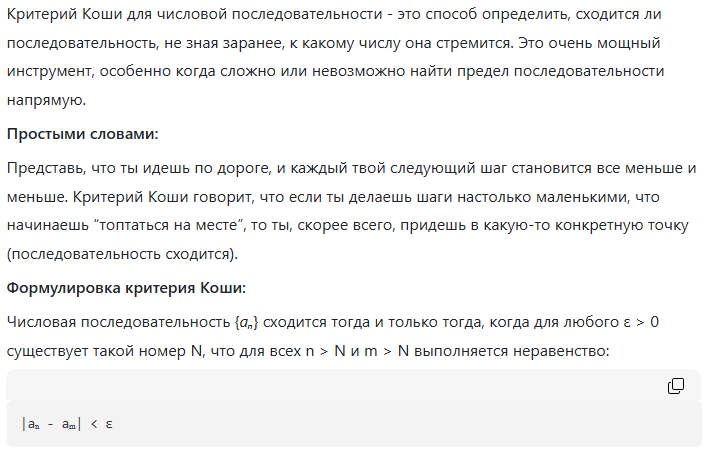 Критерий Коши для числовой последовательности - это способ определить, сходится ли
последовательность, не зная заранее, к какому числу она стремится. Это очень мощный
инструмент, особенно когда сложно или невозможно найти предел последовательности
напрямую.
Простыми словами:
Представь, что ты идешь по дороге, и каждый твой следующий шаг становится все меньше и
меньше. Критерий Коши говорит, что если ты делаешь шаги настолько маленькими, что
начинаешь “топтаться на месте”, то ты, скорее всего, придешь в какую-то конкретную точку
(последовательность сходится).
Формулировка критерия Коши:
Числовая последовательность {aₙ} сходится тогда и только тогда, когда для любого ε > 0
существует такой номер N, что для всех n > N и m > N выполняется неравенство:
|aₙ - aₘ| < ε